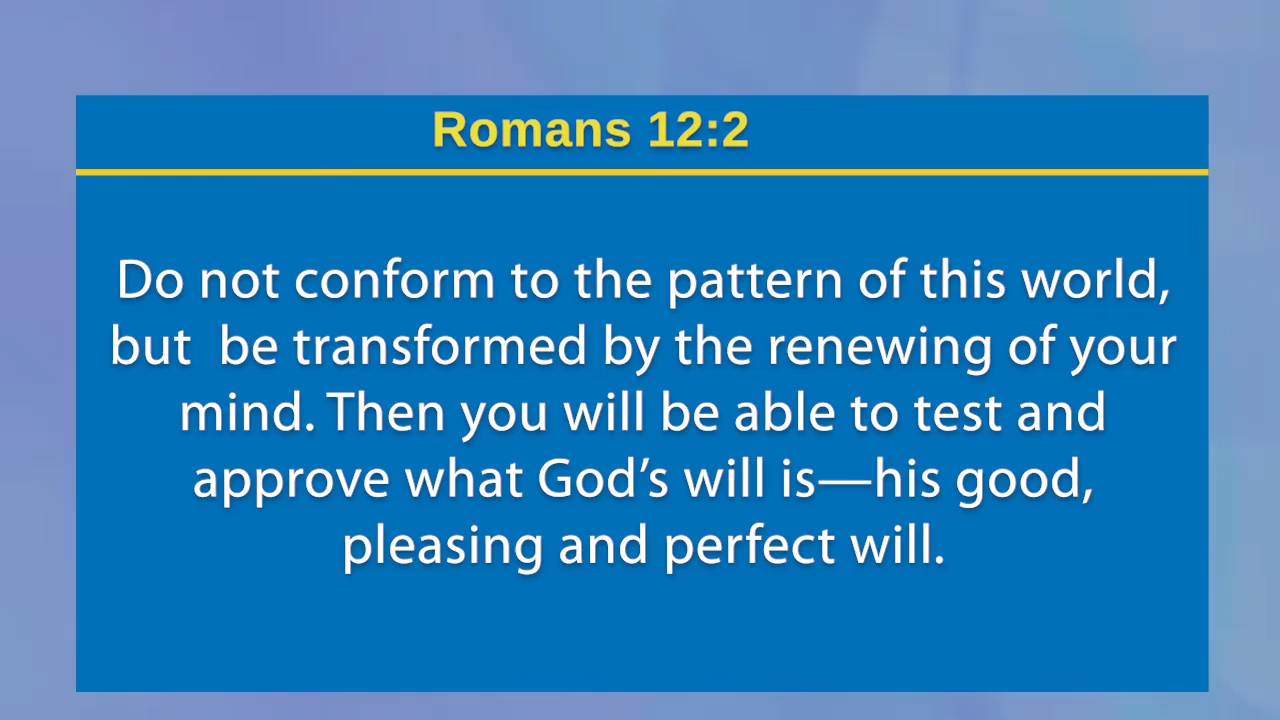 Romans 12:2
Do not conform to the pattern of this world,
but  be transformed by the renewing of your
mind. Then you will be able to test and
approve what God’s will is—his good,
pleasing and perfect will.